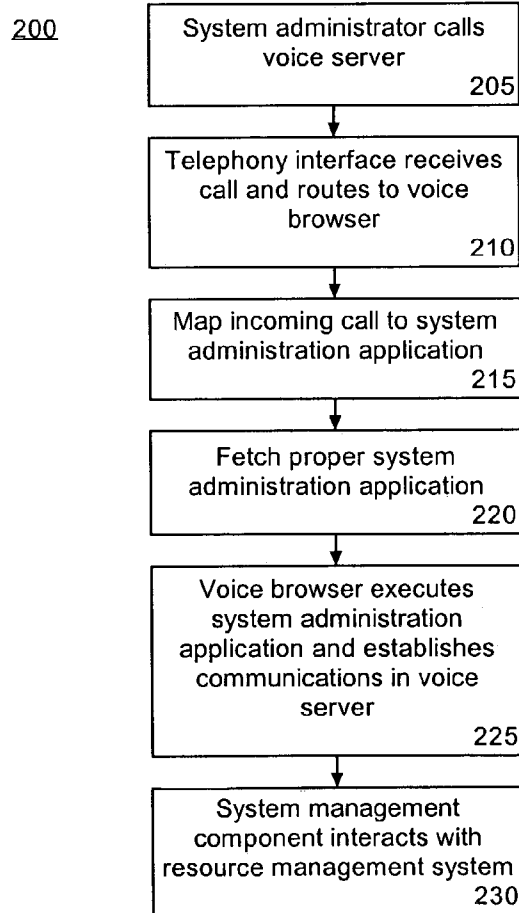 200
System administrator calls
voice server
205
Telephony interface receives
call and routes to voice
browser
210
Map incoming call to system
administration application
215
Fetch proper system
administration application
220
Voice browser executes
system administration
application and establishes
communications in voice
server
225
System management
component interacts with
resource management system
230